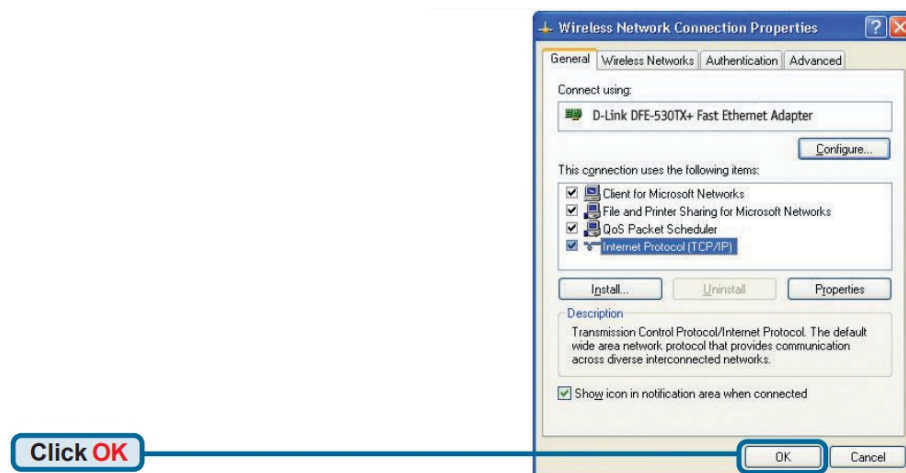 Wireless Network Connection Properties
General Wireless Networks Authentication Advanced
Connect using:
D-Link DFE-530TX+ Fast Ethernet Adapter
Configure...
This connection uses the following items:
Client for Microsoft Networks
File and Printer Sharing for Microsoft Networks
QoS Packet Scheduler
Internet Protocol (TCP/IP)
Install... Uninstall Properties
Description
Transmission Control Protocol/Internet Protocol. The default
wide area network protocol that provides communication
across diverse interconnected networks.
Show icon in notification area when connected
Click OK
OK Cancel